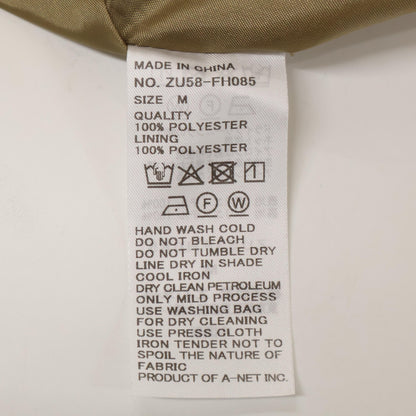 MADE IN CHINA
NO. ZU58-FH085
SIZE M
QUALITY
100% POLYESTER
LINING
100% POLYESTER
F W
HAND WASH COLD
DO NOT BLEACH
DO NOT TUMBLE DRY
LINE DRY IN SHADE
COOL IRON
DRY CLEAN PETROLEUM
ONLY MILD PROCESS
USE WASHING BAG
FOR DRY CLEANING
USE PRESS CLOTH
IRON TENDER NOT TO
SPOIL THE NATURE OF
FABRIC
PRODUCT OF A-NET INC.